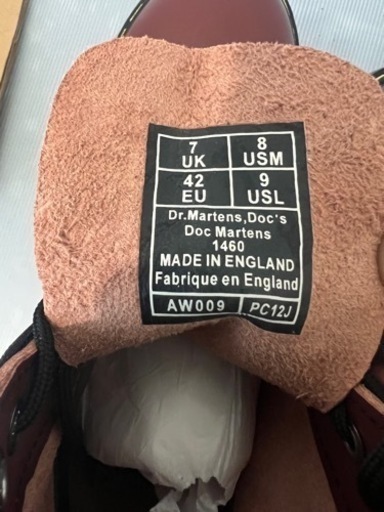 7 UK 8 USM
42 EU 9 USL
Dr.Martens,Doc's
Doc Martens
1460
MADE IN ENGLAND
Fabrique en England
AW009 PC12J